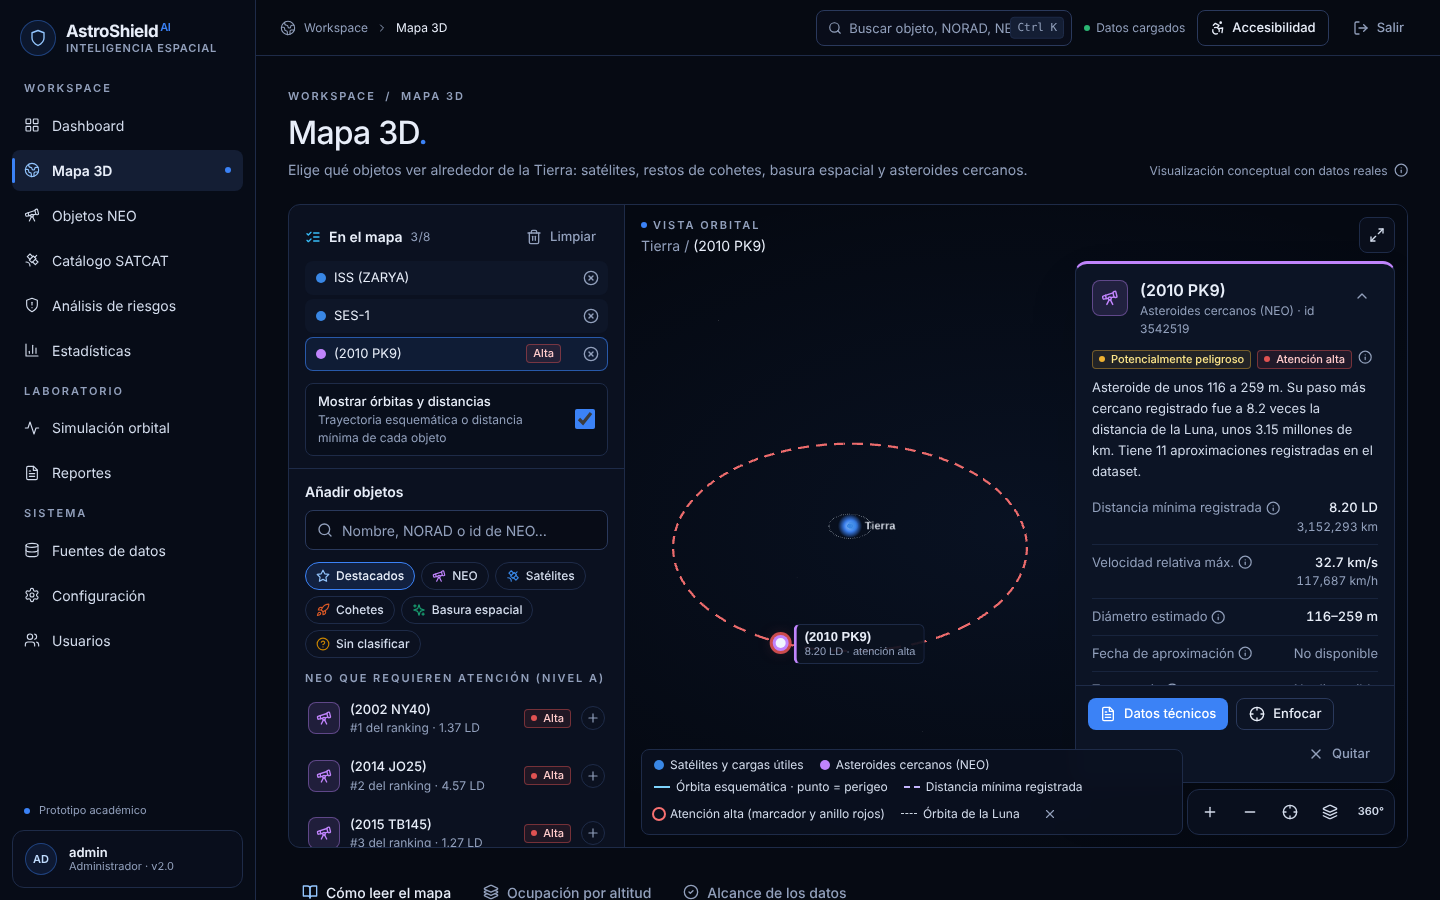 AstroShield AI
INTELIGENCIA ESPACIAL
WORKSPACE
Dashboard
Mapa 3D
Objetos NEO
Catálogo SATCAT
Análisis de riesgos
Estadísticas
LABORATORIO
Simulación orbital
Reportes
SISTEMA
Fuentes de datos
Configuración
Usuarios
Prototipo académico
AD
admin
Administrador · v2.0
Workspace > Mapa 3D
Buscar objeto, NORAD, NE
Ctrl K
Datos cargados
Accesibilidad
Salir
WORKSPACE / MAPA 3D
Mapa 3D.
Elige qué objetos ver alrededor de la Tierra: satélites, restos de cohetes, basura espacial y asteroides cercanos.
Visualización conceptual con datos reales
En el mapa 3/8
Limpiar
ISS (ZARYA)
SES-1
(2010 PK9)
Alta
Mostrar órbitas y distancias
Trayectoria esquemática o distancia
mínima de cada objeto
Añadir objetos
Nombre, NORAD o id de NEO...
Destacados
NEO
Satélites
Cohetes
Basura espacial
Sin clasificar
NEO QUE REQUIEREN ATENCIÓN (NIVEL A)
(2002 NY40)
#1 del ranking · 1.37 LD
Alta
(2014 JO25)
#2 del ranking · 4.57 LD
Alta
(2015 TB145)
#3 del ranking · 1.27 LD
Alta
VISTA ORBITAL
Tierra / (2010 PK9)
Tierra
(2010 PK9)
8.20 LD · atención alta
(2010 PK9)
Asteroides cercanos (NEO) · id
3542519
Potencialmente peligroso
Atención alta
Asteroide de unos 116 a 259 m. Su paso más
cercano registrado fue a 8.2 veces la
distancia de la Luna, unos 3.15 millones de
km. Tiene 11 aproximaciones registradas en el
dataset.
Distancia mínima registrada 8.20 LD
3,152,293 km
Velocidad relativa máx. 32.7 km/s
117,687 km/h
Diámetro estimado 116–259 m
Fecha de aproximación No disponible
Datos técnicos
Enfocar
Quitar
Satélites y cargas útiles
Asteroides cercanos (NEO)
Órbita esquemática · punto = perigeo
Distancia mínima registrada
Atención alta (marcador y anillo rojos)
Órbita de la Luna
360°
Cómo leer el mapa
Ocupación por altitud
Alcance de los datos